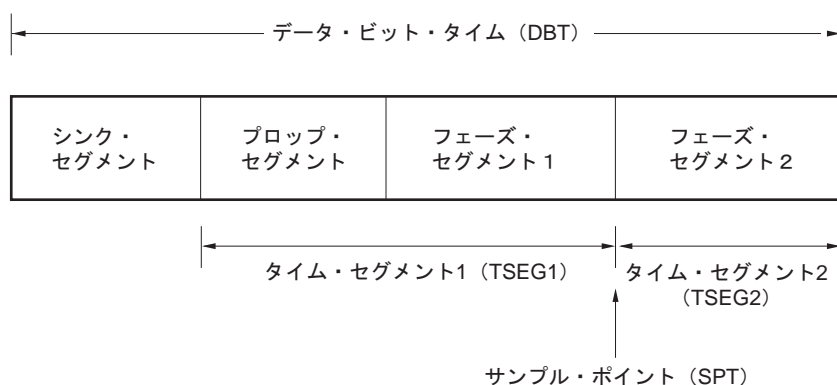 データ・ビット・タイム（DBT）
シンク・
セグメント
プロップ・
セグメント
フェーズ・
セグメント1
フェーズ・
セグメント２
タイム・セグメント1（TSEG1）
タイム・セグメント2
（TSEG2）
サンプル・ポイント（SPT）